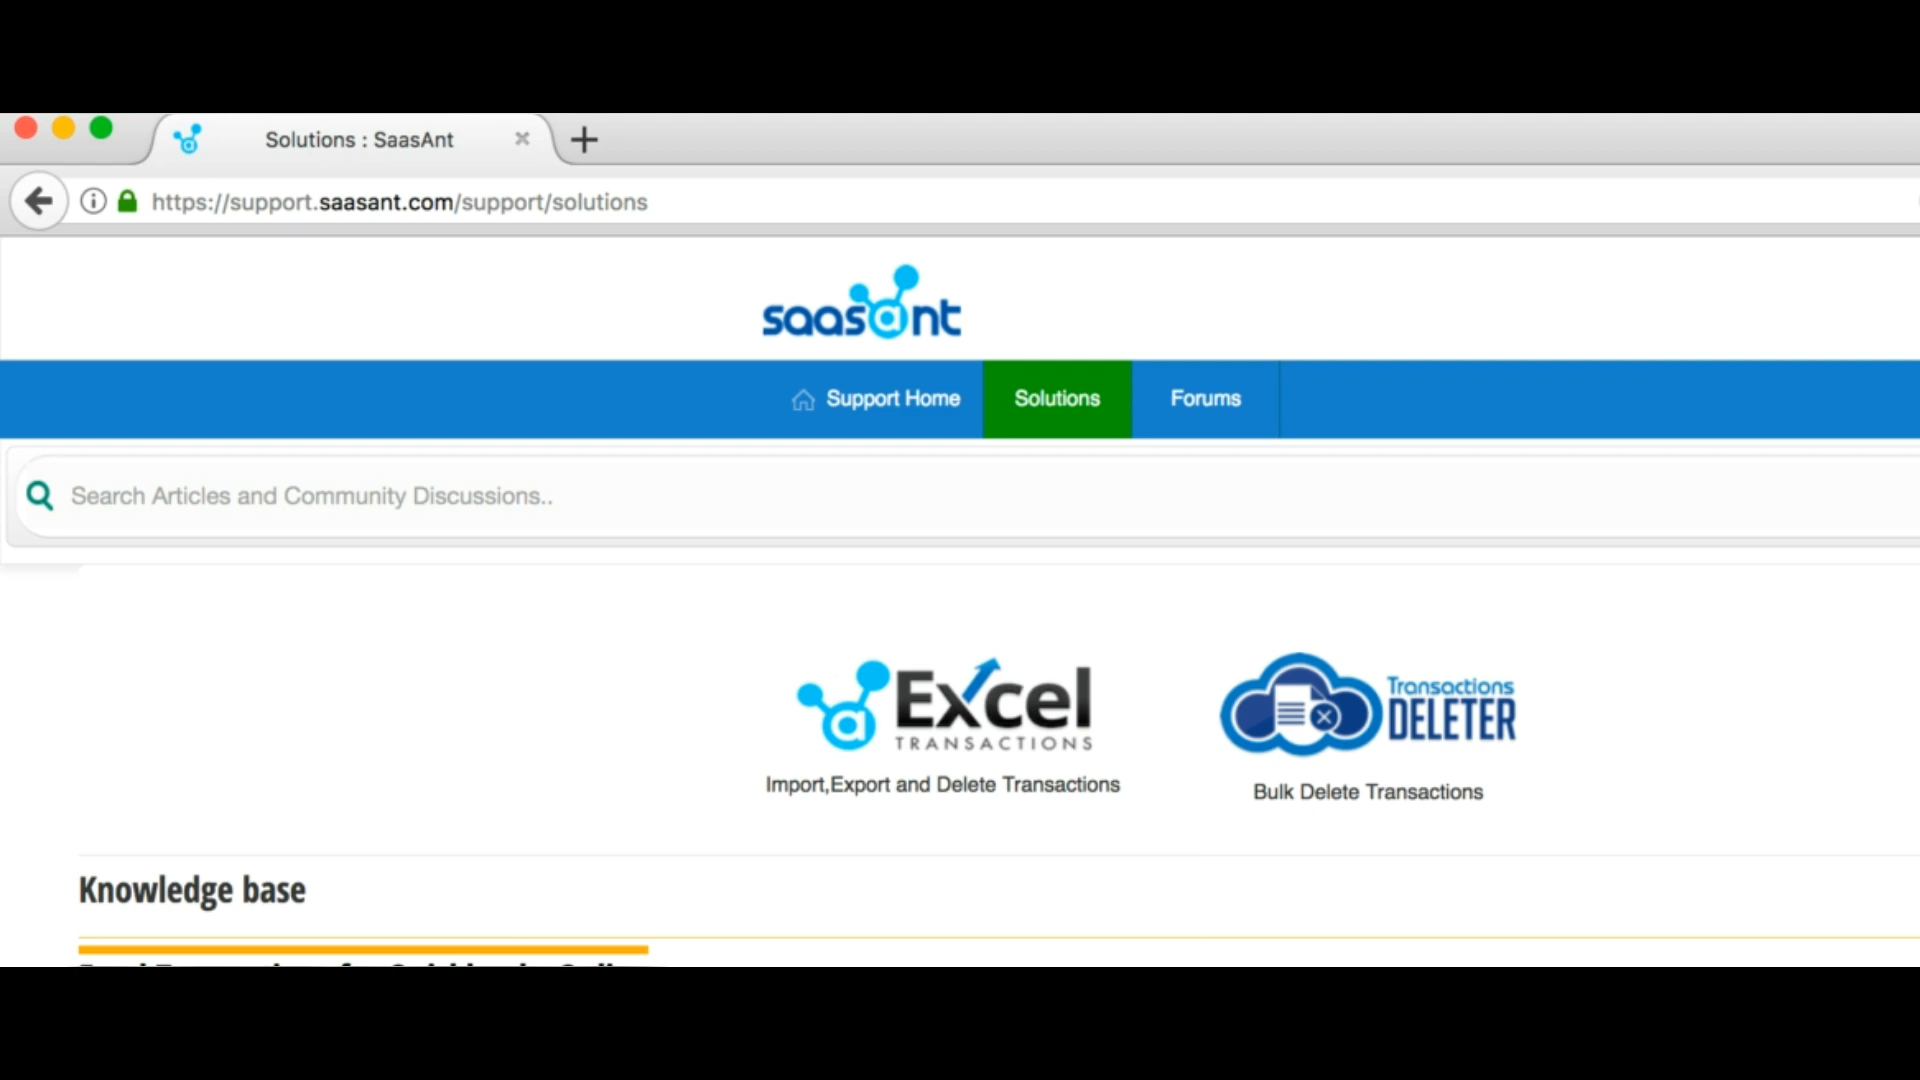 Solutions : SaasAnt
https://support.saasant.com/support/solutions
saasant
Support Home
Solutions
Forums
Search Articles and Community Discussions..
Excel
TRANSACTIONS
Import,Export and Delete Transactions
Transactions
DELETER
Bulk Delete Transactions
Knowledge base